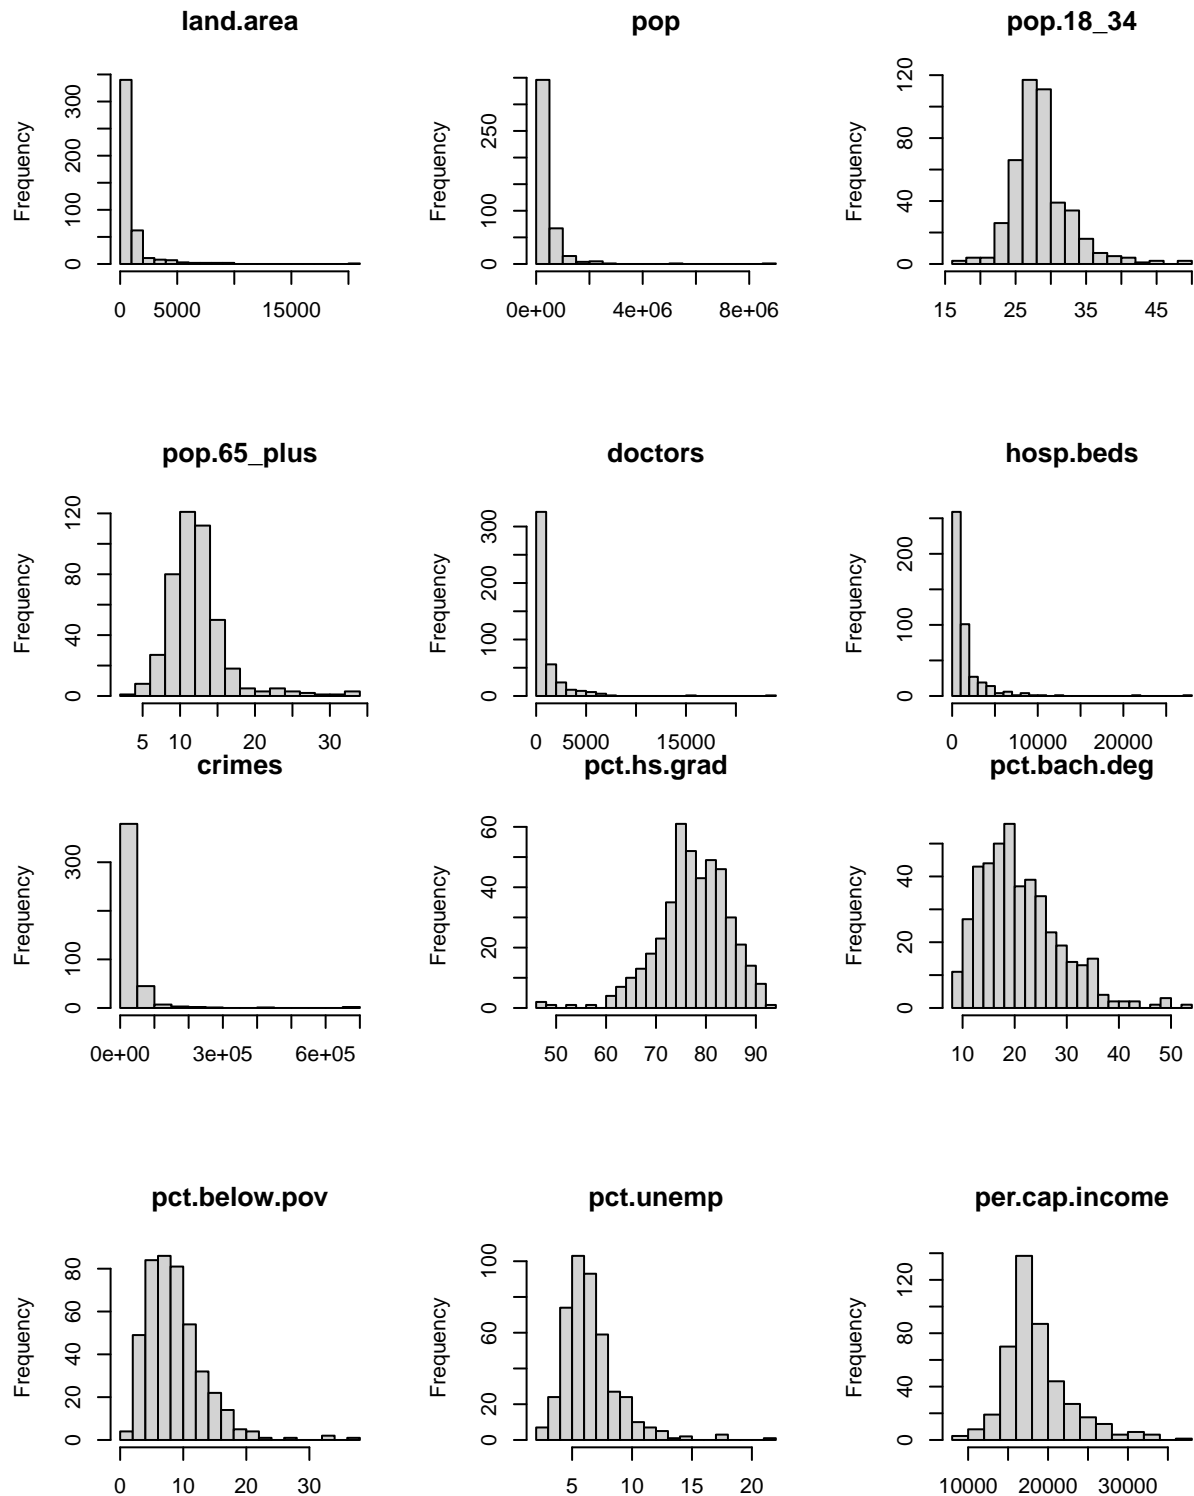 land.area
pop
pop.18_34
Frequency
0 100 200 300
0 5000 15000
Frequency
0 100 250
0e+00 4e+06 8e+06
Frequency
0 40 80 120
15 25 35 45
pop.65_plus
doctors
hosp.beds
Frequency
0 40 80 120
5 10 20 30
Frequency
0 100 200 300
0 5000 15000
Frequency
0 100 200
0 10000 20000
crimes
pct.hs.grad
pct.bach.deg
Frequency
0 100 300
0e+00 3e+05 6e+05
Frequency
0 20 40 60
50 60 70 80 90
Frequency
0 20 40
10 20 30 40 50
pct.below.pov
pct.unemp
per.cap.income
Frequency
0 20 40 60 80
0 10 20 30
Frequency
0 20 60 100
5 10 15 20
Frequency
0 40 80 120
10000 20000 30000